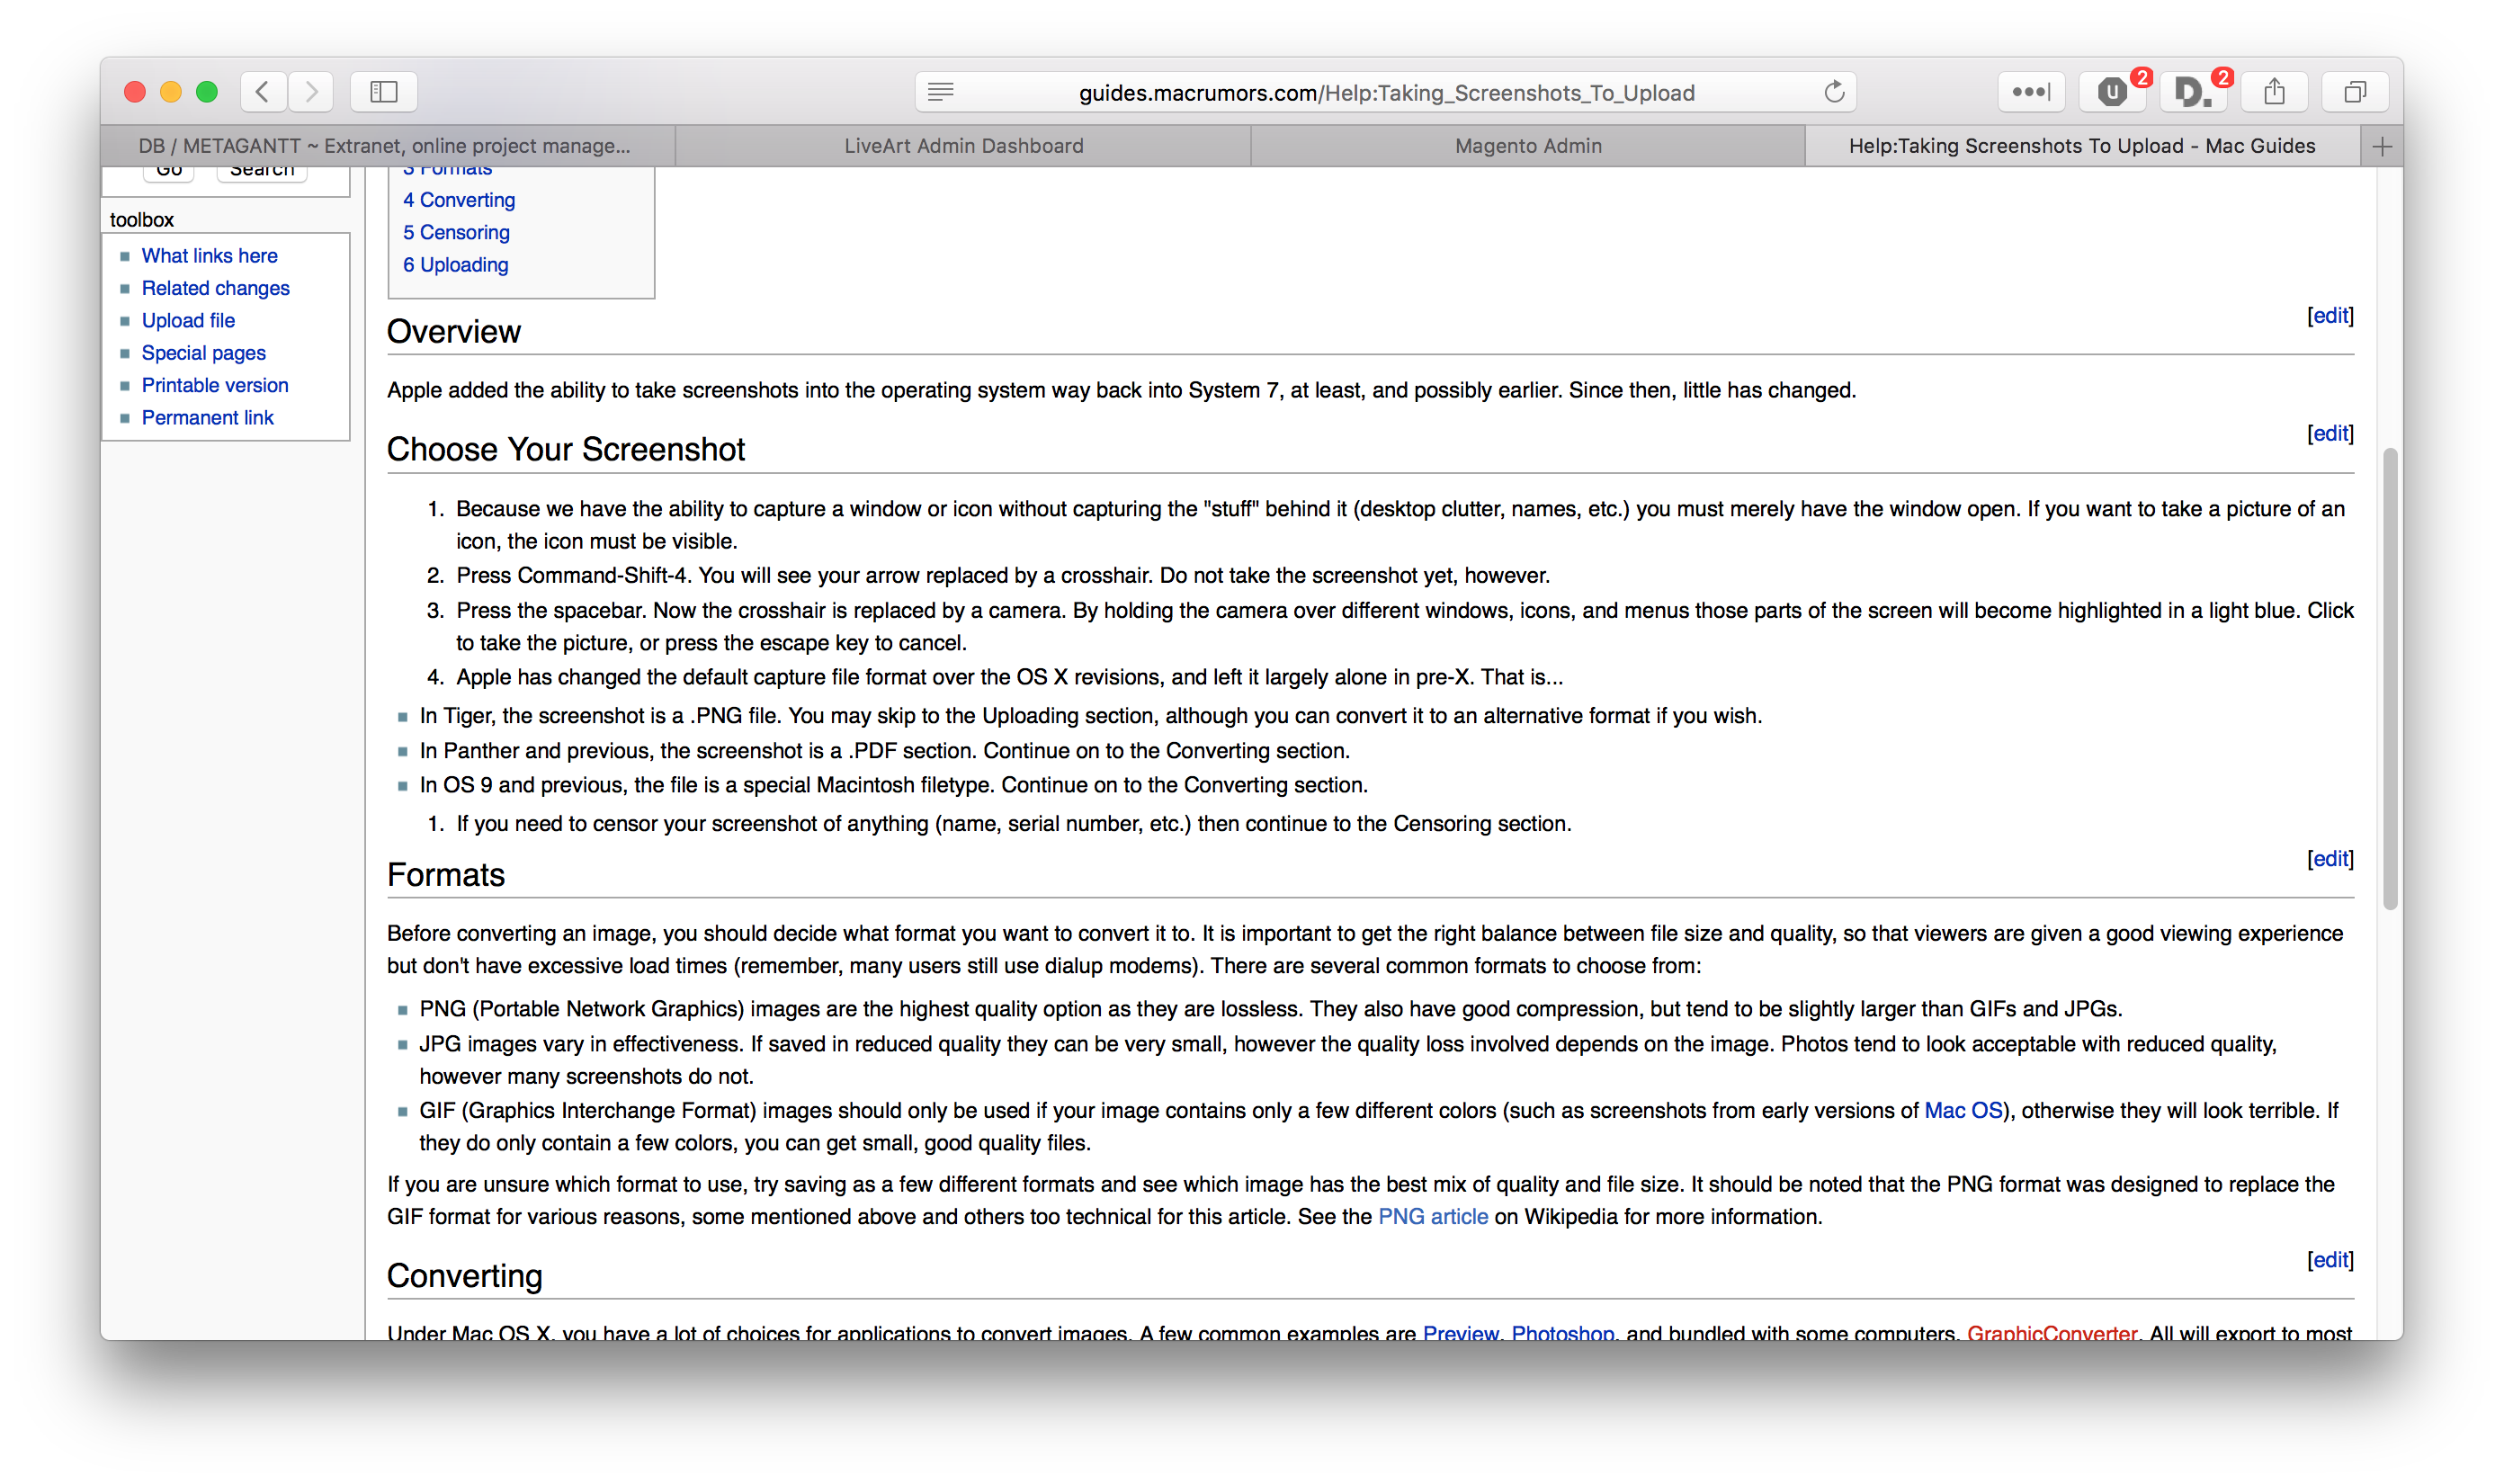 guides.macrumors.com/Help:Taking_Screenshots_To_Upload
2
2
DB / METAGANTT ~ Extranet, online project manage...
LiveArt Admin Dashboard
Magento Admin
Help:Taking Screenshots To Upload - Mac Guides
Go
Search
toolbox
What links here
Related changes
Upload file
Special pages
Printable version
Permanent link
3 Formats
4 Converting
5 Censoring
6 Uploading
Overview
[edit]
Apple added the ability to take screenshots into the operating system way back into System 7, at least, and possibly earlier. Since then, little has changed.
Choose Your Screenshot
[edit]
1. Because we have the ability to capture a window or icon without capturing the "stuff" behind it (desktop clutter, names, etc.) you must merely have the window open. If you want to take a picture of an
icon, the icon must be visible.
2. Press Command-Shift-4. You will see your arrow replaced by a crosshair. Do not take the screenshot yet, however.
3. Press the spacebar. Now the crosshair is replaced by a camera. By holding the camera over different windows, icons, and menus those parts of the screen will become highlighted in a light blue. Click
to take the picture, or press the escape key to cancel.
4. Apple has changed the default capture file format over the OS X revisions, and left it largely alone in pre-X. That is...
In Tiger, the screenshot is a .PNG file. You may skip to the Uploading section, although you can convert it to an alternative format if you wish.
In Panther and previous, the screenshot is a .PDF section. Continue on to the Converting section.
In OS 9 and previous, the file is a special Macintosh filetype. Continue on to the Converting section.
1. If you need to censor your screenshot of anything (name, serial number, etc.) then continue to the Censoring section.
Formats
[edit]
Before converting an image, you should decide what format you want to convert it to. It is important to get the right balance between file size and quality, so that viewers are given a good viewing experience
but don't have excessive load times (remember, many users still use dialup modems). There are several common formats to choose from:
PNG (Portable Network Graphics) images are the highest quality option as they are lossless. They also have good compression, but tend to be slightly larger than GIFs and JPGs.
JPG images vary in effectiveness. If saved in reduced quality they can be very small, however the quality loss involved depends on the image. Photos tend to look acceptable with reduced quality,
however many screenshots do not.
GIF (Graphics Interchange Format) images should only be used if your image contains only a few different colors (such as screenshots from early versions of Mac OS), otherwise they will look terrible. If
they do only contain a few colors, you can get small, good quality files.
If you are unsure which format to use, try saving as a few different formats and see which image has the best mix of quality and file size. It should be noted that the PNG format was designed to replace the
GIF format for various reasons, some mentioned above and others too technical for this article. See the PNG article on Wikipedia for more information.
Converting
[edit]
Under Mac OS X, you have a lot of choices for applications to convert images. A few common examples are Preview, Photoshop, and bundled with some computers, GraphicConverter. All will export to most